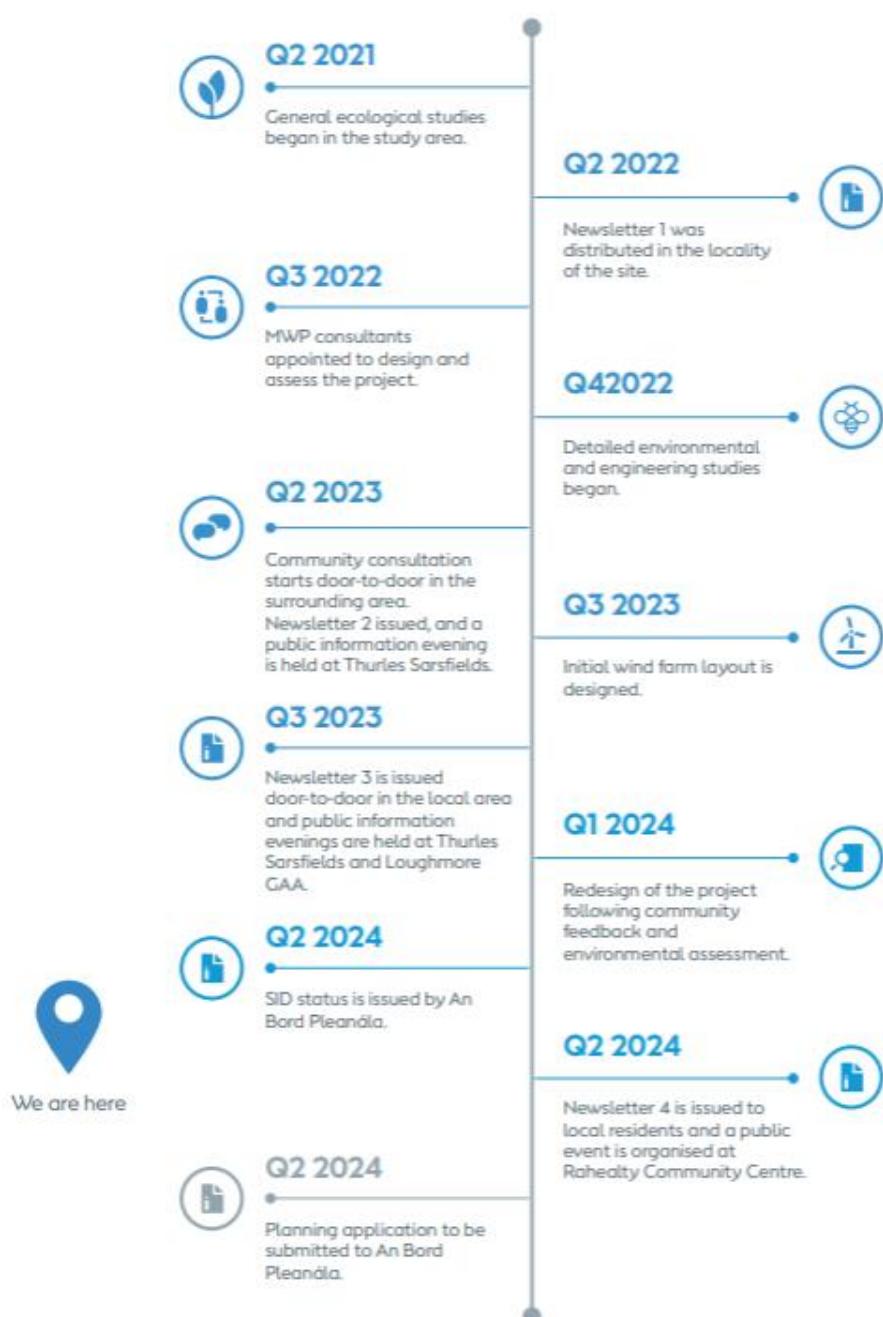 Q2 2021
General ecological studies
began in the study area.
Q2 2022
Newsletter 1 was
distributed in the locality
of the site.
Q3 2022
MWP consultants
appointed to design and
assess the project.
Q42022
Detailed environmental
and engineering studies
began.
Q2 2023
Community consultation
starts door-to-door in the
surrounding area.
Newsletter 2 issued, and a
public information evening
is held at Thurles Sarsfields.
Q3 2023
Initial wind farm layout is
designed.
Q3 2023
Newsletter 3 is issued
door-to-door in the local area
and public information
evenings are held at Thurles
Sarsfields and Loughmore
GAA.
Q1 2024
Redesign of the project
following community
feedback and
environmental assessment.
Q2 2024
SID status is issued by An
Bord Pleanála.
We are here
Q2 2024
Newsletter 4 is issued to
local residents and a public
event is organised at
Rahealty Community Centre.
Q2 2024
Planning application to be
submitted to An Bord
Pleanála.